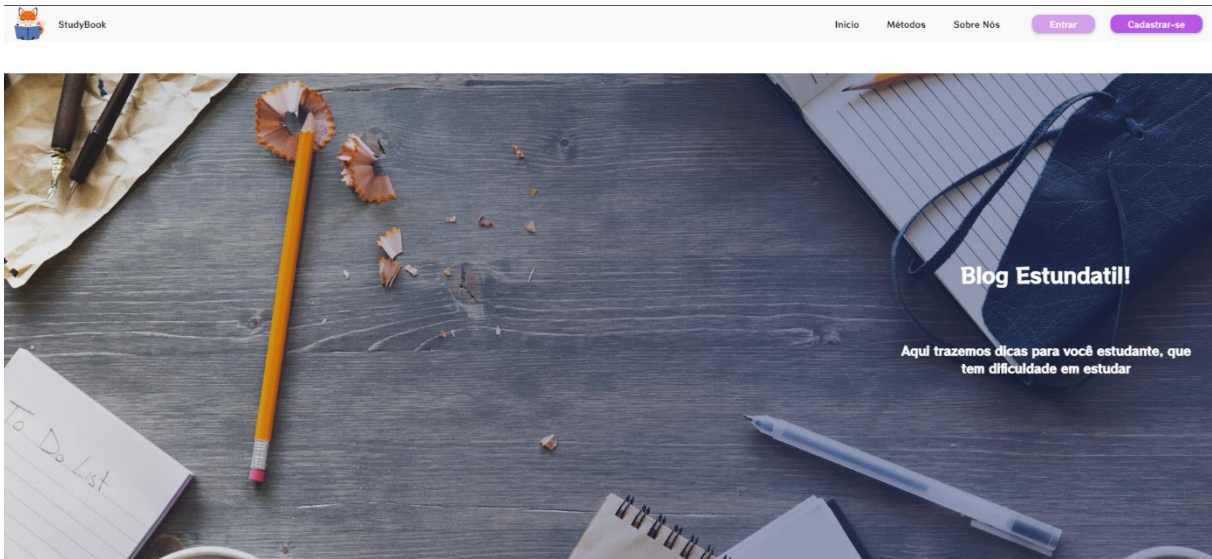 StudyBook
Início Métodos Sobre Nós Entrar Cadastrar-se
Blog Estundatil!
Aqui trazemos dicas para você estudante, que
tem dificuldade em estudar
To Do List